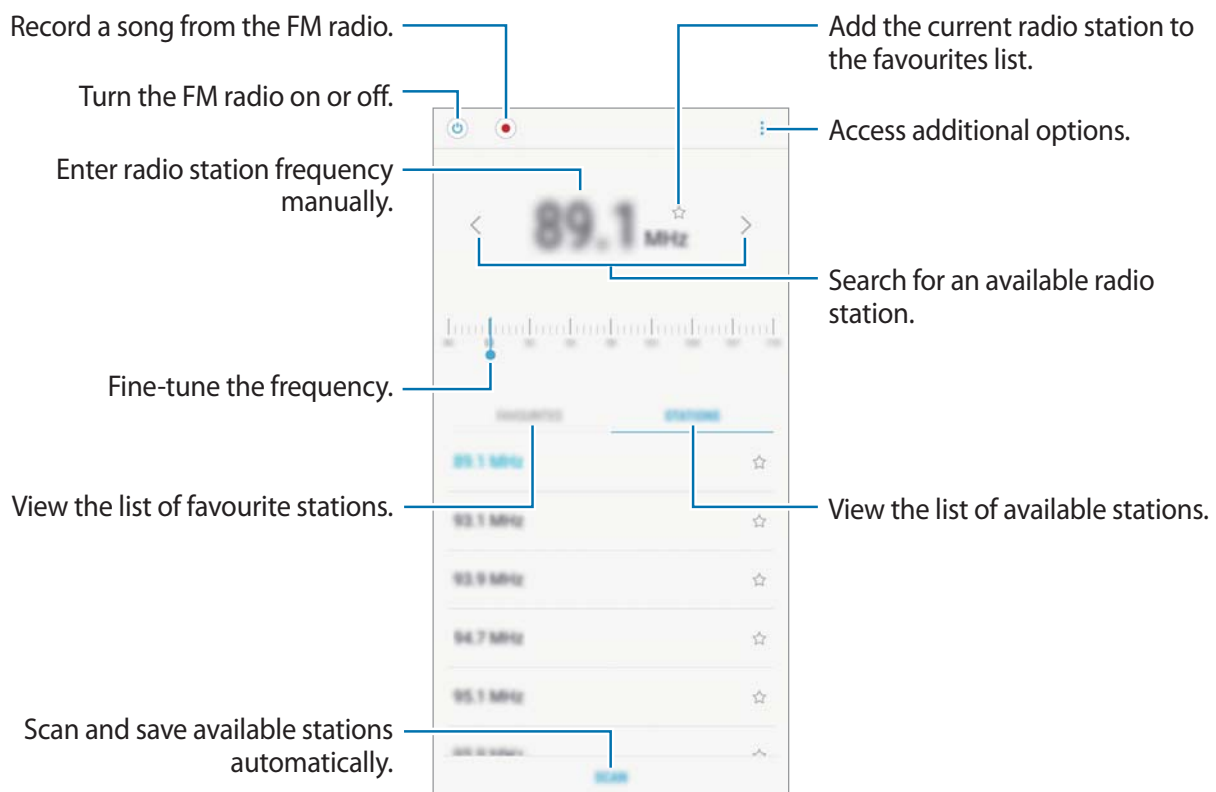 Record a song from the FM radio.
Add the current radio station to
the favourites list.
Turn the FM radio on or off.
Access additional options.
Enter radio station frequency
manually.
89.1 MHz
Search for an available radio
station.
Fine-tune the frequency.
FAVOURITES
STATIONS
89.1 MHz
View the list of favourite stations.
View the list of available stations.
93.1 MHz
93.9 MHz
94.7 MHz
95.1 MHz
Scan and save available stations
automatically.
SCAN